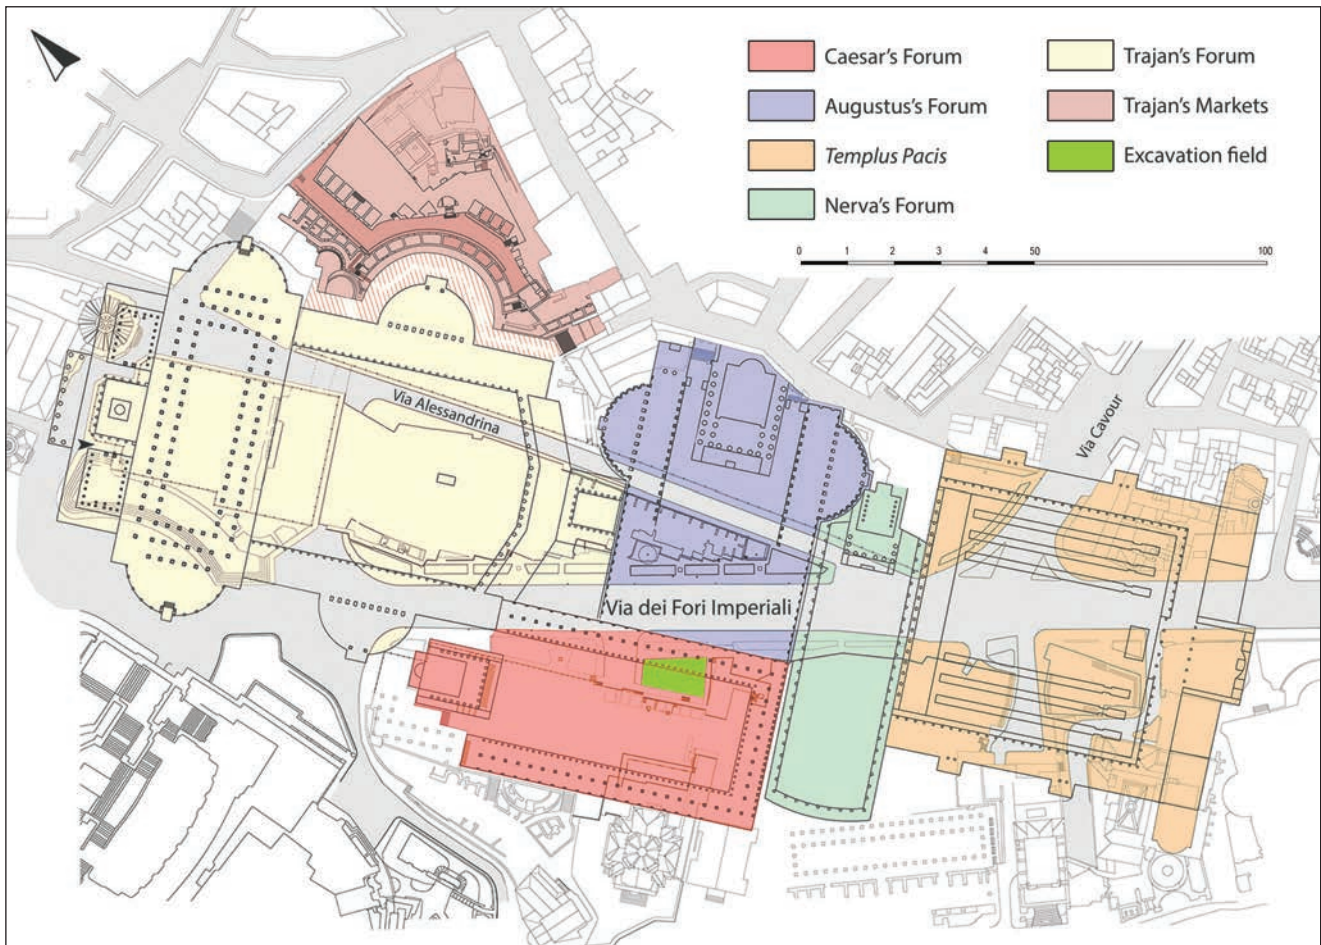 Caesar's Forum
Augustus's Forum
Templus Pacis
Nerva's Forum
Trajan's Forum
Trajan's Markets
Excavation field
0 1 2 3 4 50 100
Via Alessandrina
Via Cavour
Via dei Fori Imperiali